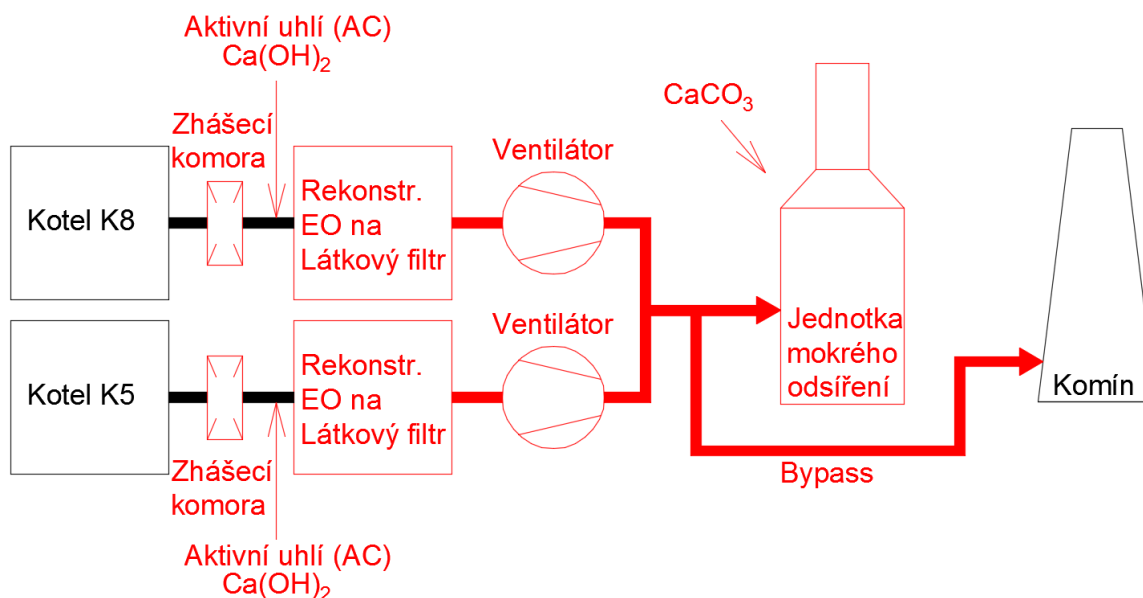 Aktivní uhlí (AC)
Ca(OH)₂
Zhášecí
komora
Kotel K8
Rekonstr.
EO na
Látkový filtr
Ventilátor
CaCO₃
Kotel K5
Rekonstr.
EO na
Látkový filtr
Ventilátor
Jednotka
mokrého
odsíření
Komín
Bypass
Zhášecí
komora
Aktivní uhlí (AC)
Ca(OH)₂